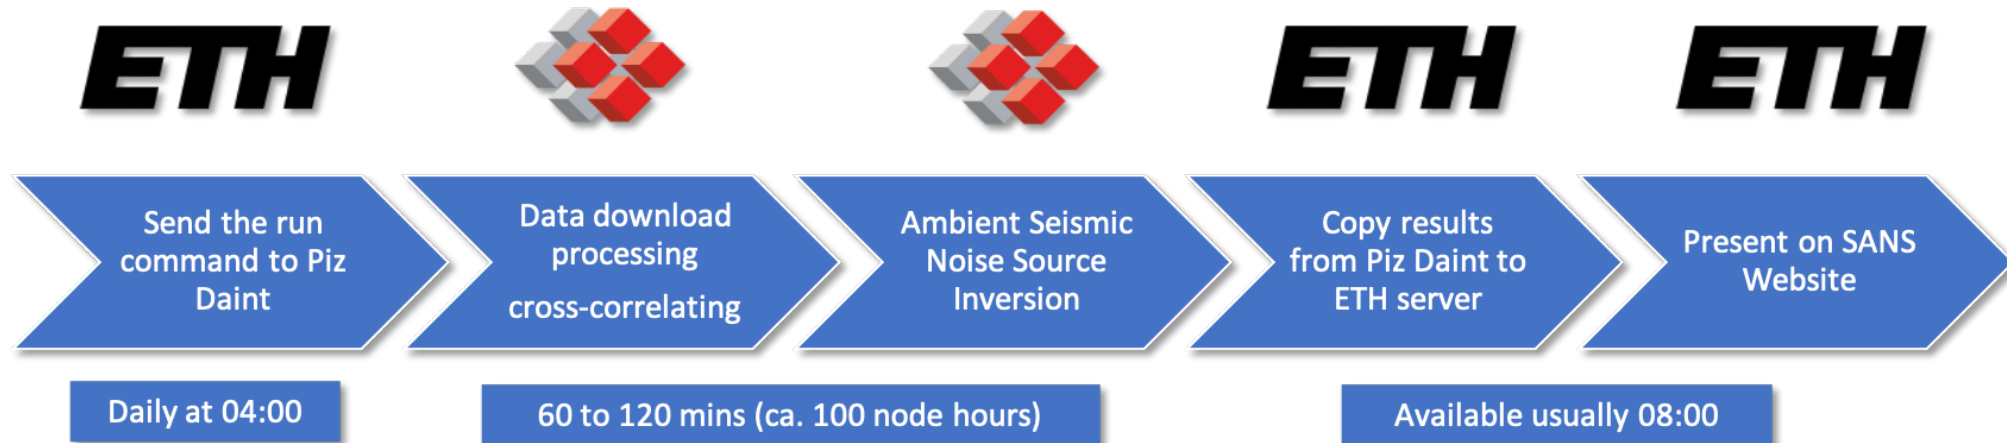 ETH
ETH
ETH
Send the run
command to Piz
Daint
Data download
processing
cross-correlating
Ambient Seismic
Noise Source
Inversion
Copy results
from Piz Daint to
ETH server
Present on SANS
Website
Daily at 04:00
60 to 120 mins (ca. 100 node hours)
Available usually 08:00